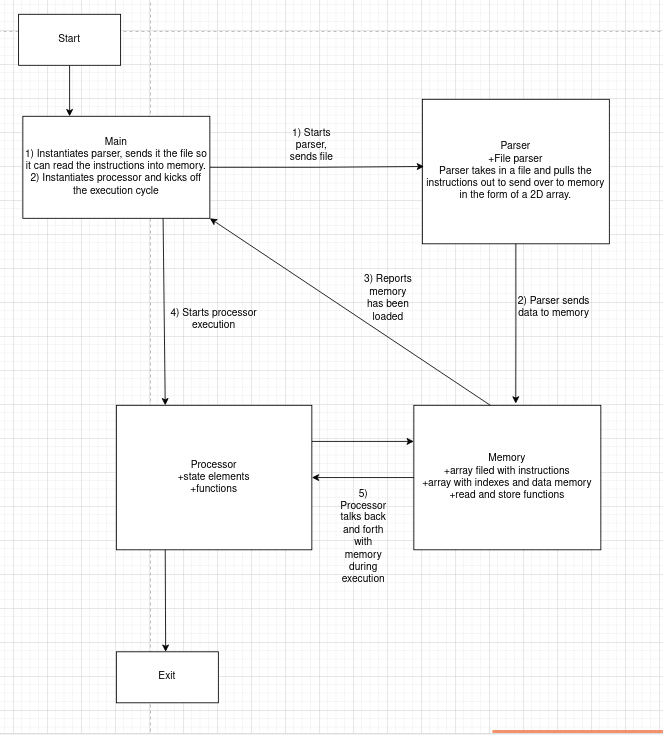 Start
Main
1) Instantiates parser, sends it the file so
it can read the instructions into memory.
2) Instantiates processor and kicks off
the execution cycle
1) Starts
parser,
sends file
Parser
+File parser
Parser takes in a file and pulls the
instructions out to send over to memory
in the form of a 2D array.
3) Reports
memory
has been
loaded
2) Parser sends
data to memory
4) Starts processor
execution
Processor
+state elements
+functions
Memory
+array filed with instructions
+array with indexes and data memory
+read and store functions
5)
Processor
talks back
and forth
with
memory
during
execution
Exit